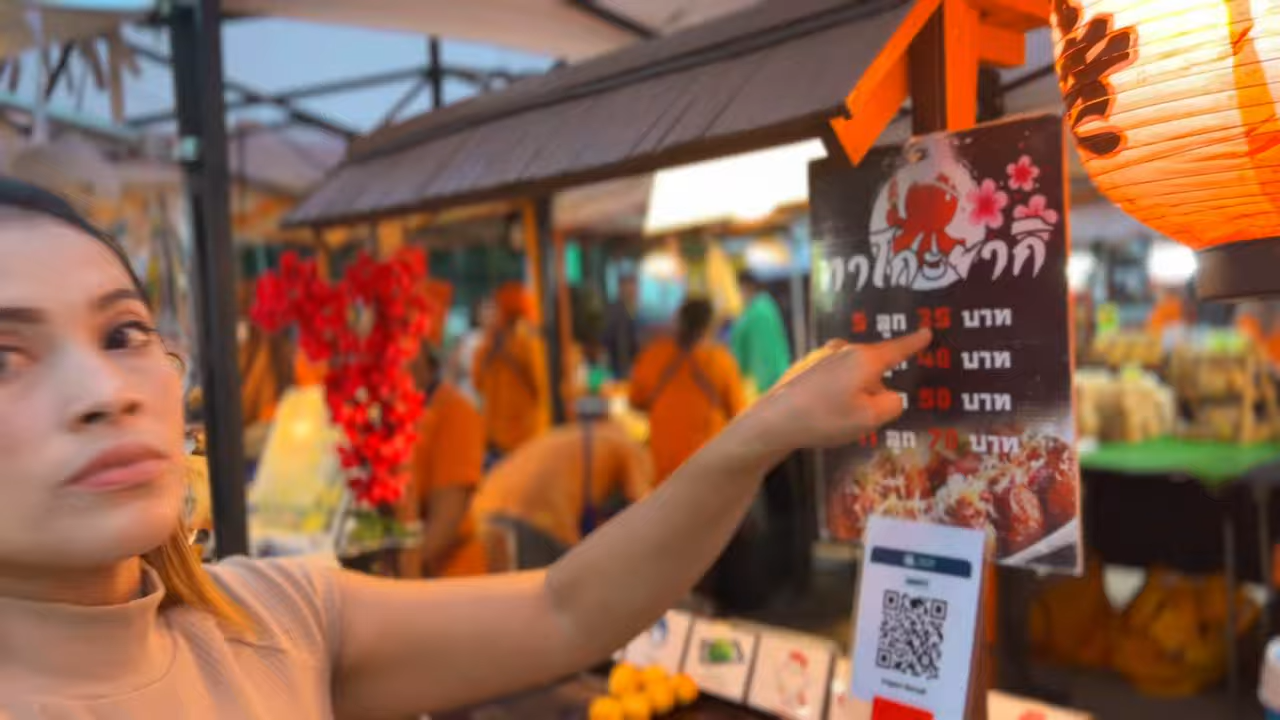 ทาโกะยากิ
5 ลูก 35 บาท
40 บาท
50 บาท
ลูก 70 บาท